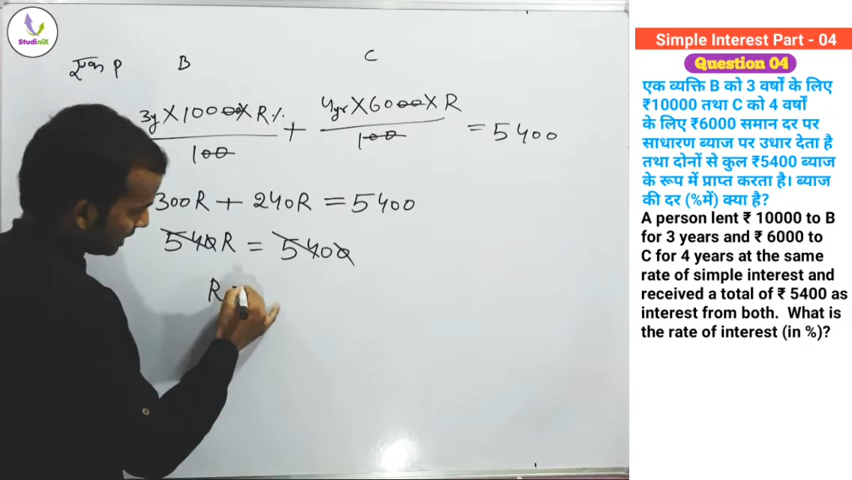 StudiniX
एक P B C
3y X 10000 X R% / 100 + 4yr X 6000 X R / 100 = 5400
300R + 240R = 5400
540R = 5400
R =
Simple Interest Part - 04
Question 04
एक व्यक्ति B को 3 वर्षों के लिए
₹10000 तथा C को 4 वर्षों
के लिए ₹6000 समान दर पर
साधारण ब्याज पर उधार देता है
तथा दोनों से कुल ₹5400 ब्याज
के रूप में प्राप्त करता है। ब्याज
की दर (%में) क्या है?
A person lent ₹ 10000 to B
for 3 years and ₹ 6000 to
C for 4 years at the same
rate of simple interest and
received a total of ₹ 5400 as
interest from both. What is
the rate of interest (in %)?